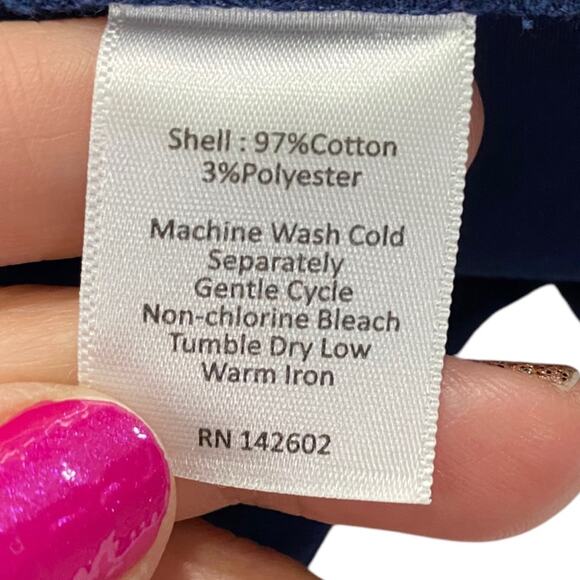 Shell : 97%Cotton
3%Polyester
Machine Wash Cold
Separately
Gentle Cycle
Non-chlorine Bleach
Tumble Dry Low
Warm Iron
RN 142602